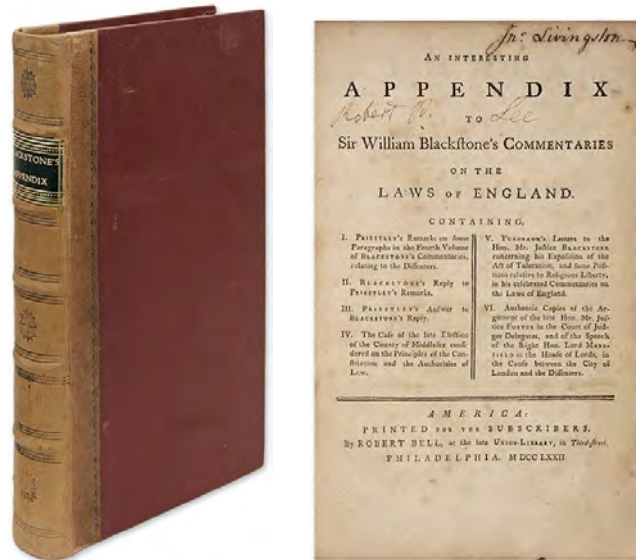 BLACKSTONE'S
APPENDIX
Jnº Livingston
AN INTERESTING
APPENDIX
TO
Robert R. Lee
Sir William Blackſtone's COMMENTARIES
ON THE
LAWS OF ENGLAND.
CONTAINING,
I. PRIESTLEY'S Remarks on ſome
Paragraphs in the Fourth Volume
of BLACKSTONE'S Commentaries,
relating to the Diſſenters.
II. BLACKSTONE'S Reply to
PRIESTLEY'S Remarks.
III. PRIESTLEY'S Anſwer to
BLACKSTONE'S Reply.
IV. The Caſe of the late Election
of the County of Middleſex conſi-
dered on the Principles of the Con-
ſtitution and the Authorities of
Law.
V. FURNEAUX'S Letters to the
Hon. Mr. Juſtice BLACKSTONE
concerning his Expoſition of the
Act of Toleration, and ſome Poſi-
tions relative to Religious Liberty,
in his celebrated Commentaries on
the Laws of England.
VI. Authentic Copies of the Ar-
gument of the late Hon. Mr. Juſ-
tice FOSTER in the Court of Jud-
ges Delegates, and of the Speech
of the Right Hon. Lord MANS-
FIELD in the Houſe of Lords, in
the Cauſe between the City of
London and the Diſſenters.
AMERICA:
PRINTED FOR THE SUBSCRIBERS,
By ROBERT BELL, at the late UNION-LIBRARY, in Third-ſtreet,
PHILADELPHIA. MDCCLXXII.